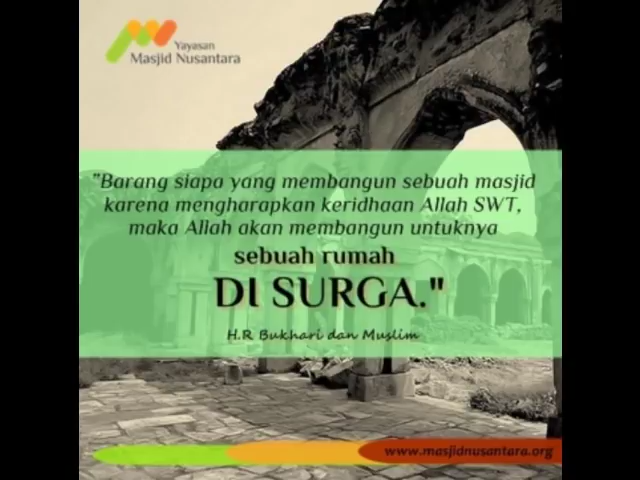 Yayasan
Masjid Nusantara
"Barang siapa yang membangun sebuah masjid
karena mengharapkan keridhaan Allah SWT,
maka Allah akan membangun untuknya
sebuah rumah
DI SURGA."
H.R Bukhari dan Muslim
www.masjidnusantara.org